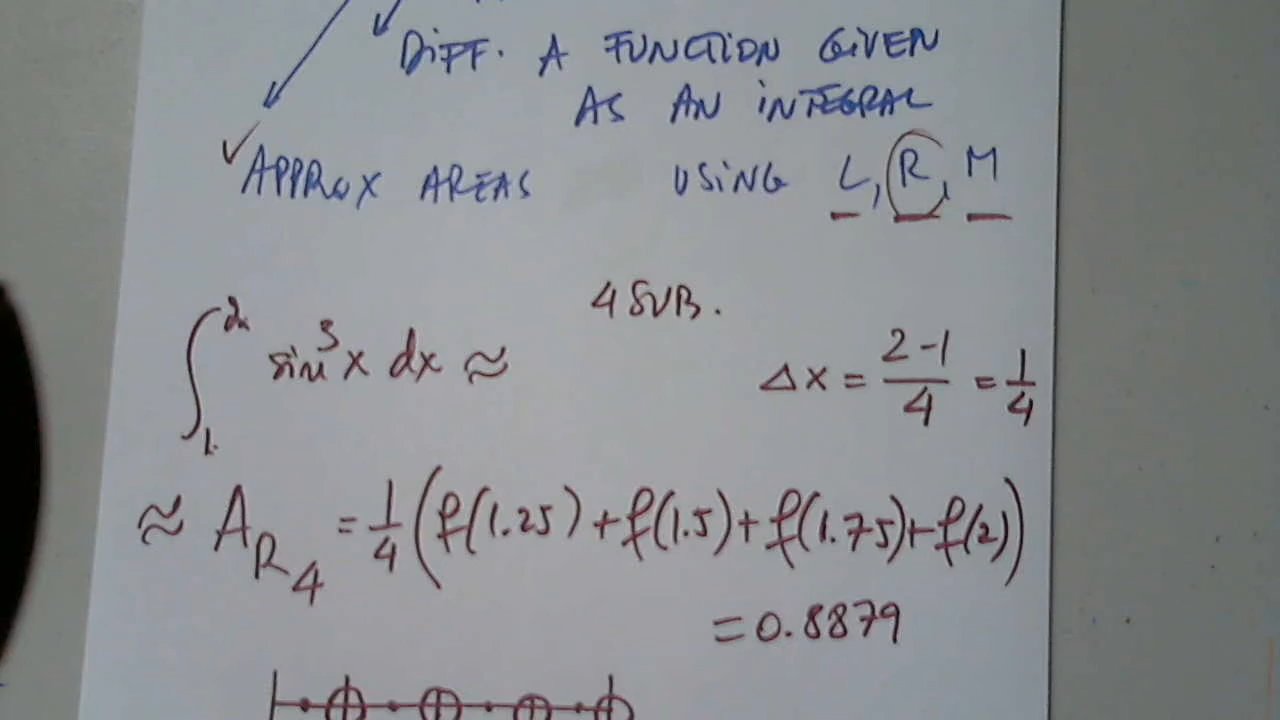 DIFF. A FUNCTION GIVEN
AS AN INTEGRAL
✓ APPROX AREAS USING L, R, M
4 SUB.
∫₁² sin³x dx ≈ Δx = (2-1)/4 = 1/4
≈ A_R₄ = 1/4 (f(1.25) + f(1.5) + f(1.75) + f(2))
= 0.8879